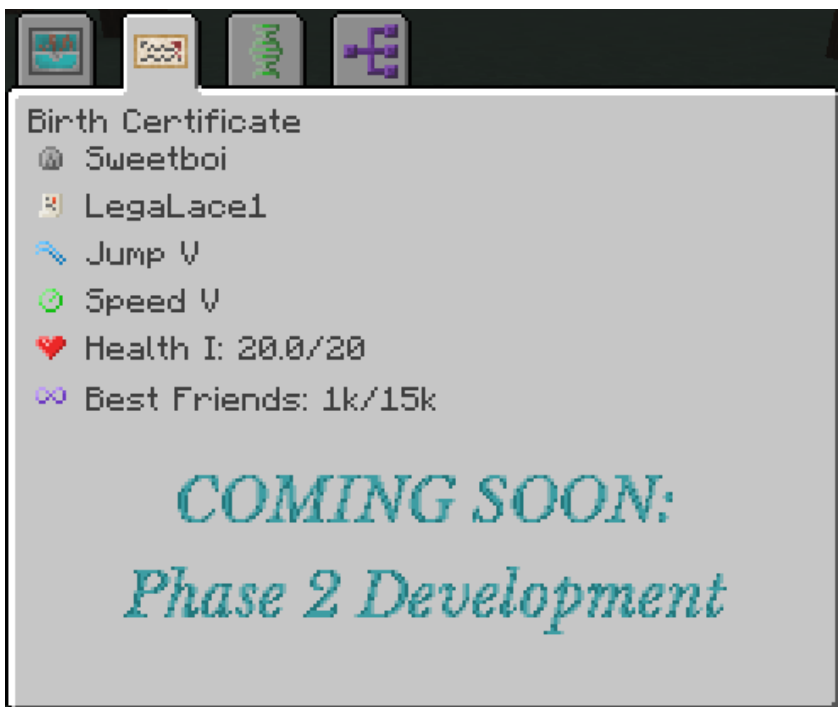 Birth Certificate
Sweetboi
LegaLace1
Jump V
Speed V
Health I: 20.0/20
Best Friends: 1k/15k
COMING SOON:
Phase 2 Development